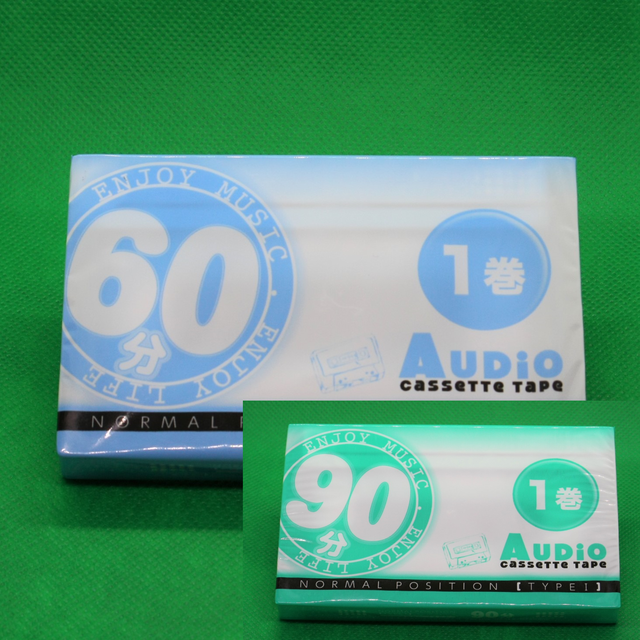 ENJOY MUSIC · ENJOY LIFE ·
60
分
1巻
AUDiO
cassette tape
NORMAL
ENJOY MUSIC · ENJOY LIFE ·
90
分
1巻
AUDiO
cassette tape
NORMAL POSITION [TYPE I]